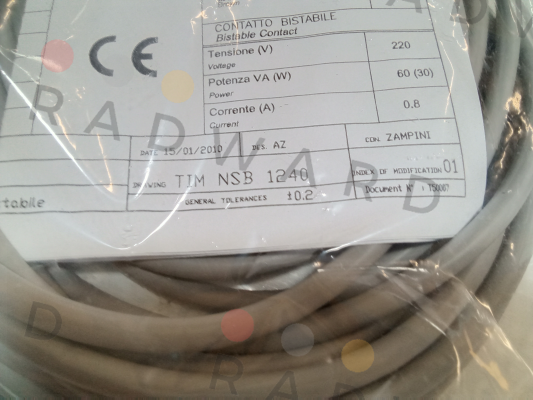 CONTATTO BISTABILE
Bistable Contact
Tensione (V) 220
Voltage
Potenza VA (W) 60 (30)
Power
Corrente (A) 0.8
Current
CE
DATE 15/01/2010 DES. AZ CON. ZAMPINI
DRAWING TIM NSB 1240 INDEX OF MODIFICATION 01
GENERAL TOLERANCES ±0.2 Document N°
RADWARD
RADWARD